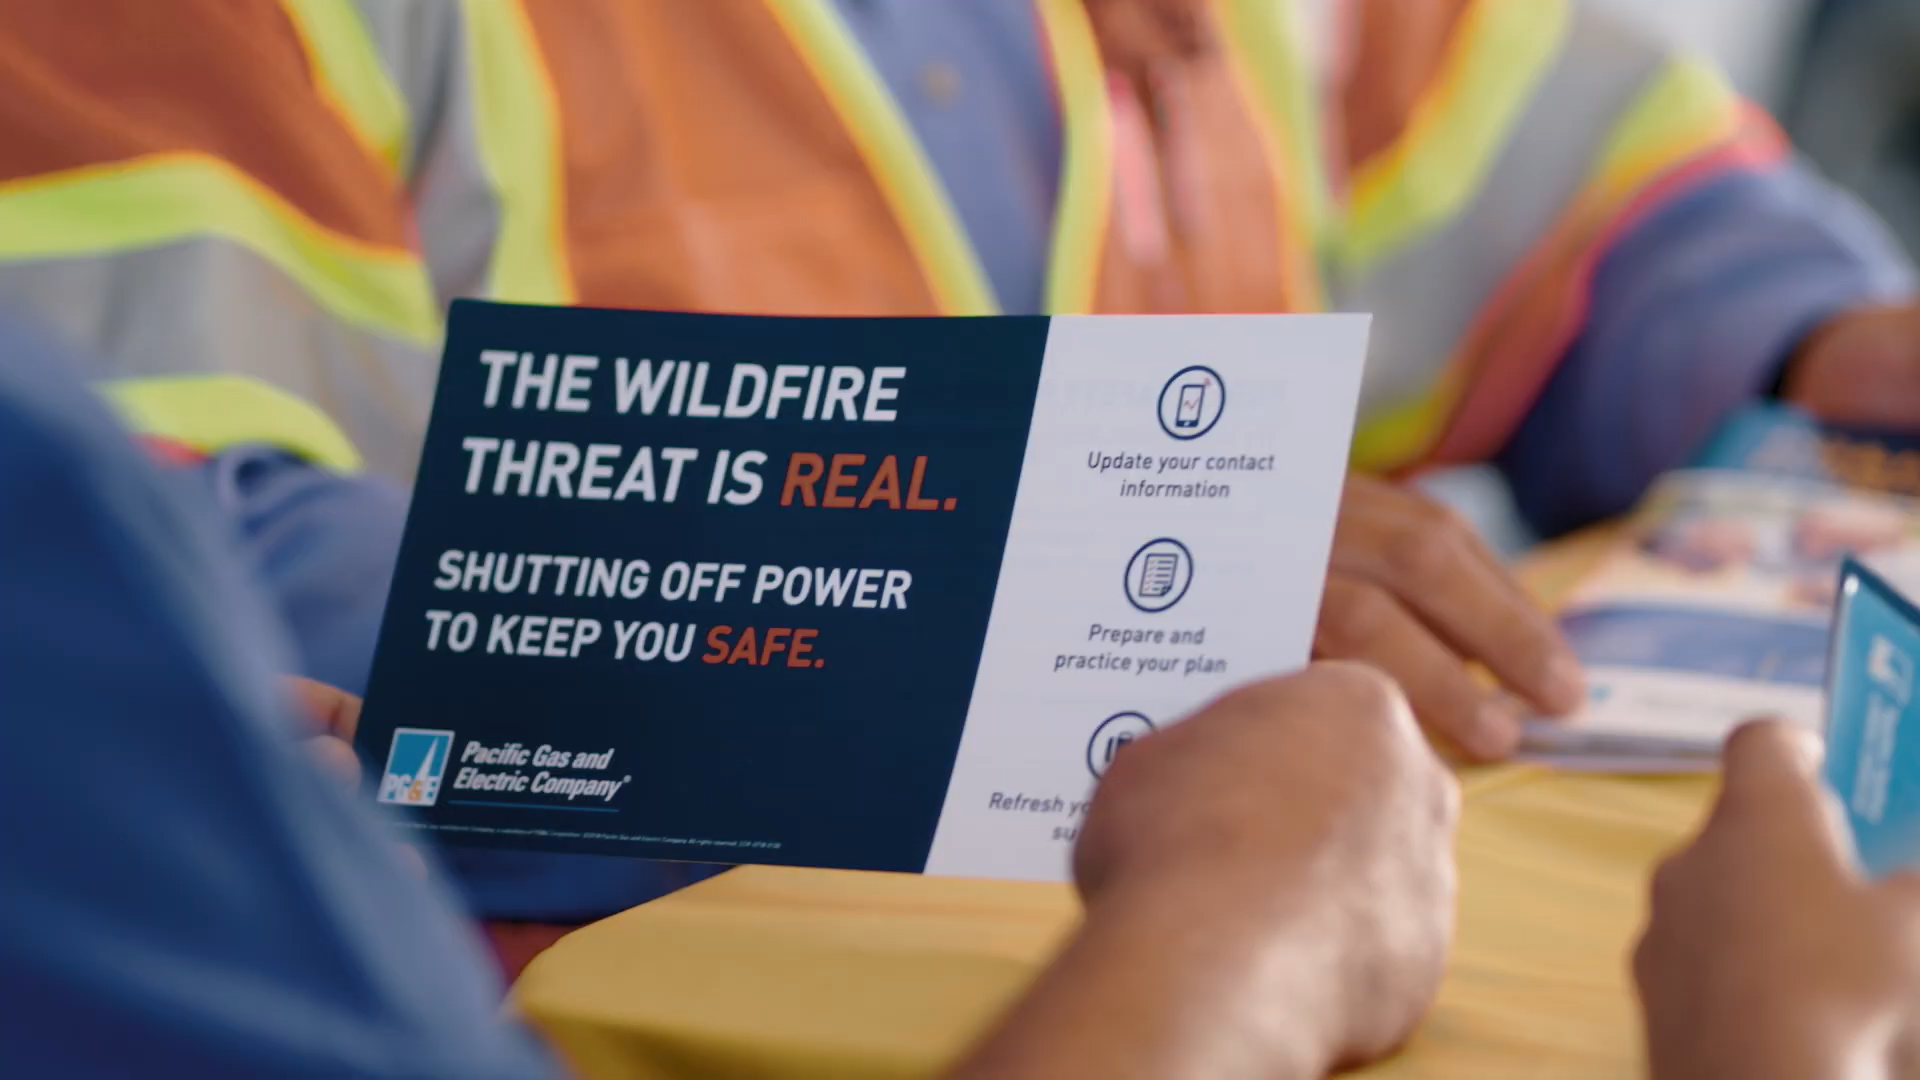 THE WILDFIRE
THREAT IS REAL.
SHUTTING OFF POWER
TO KEEP YOU SAFE.
PG&E
Pacific Gas and
Electric Company®
Update your contact
information
Prepare and
practice your plan
Refresh